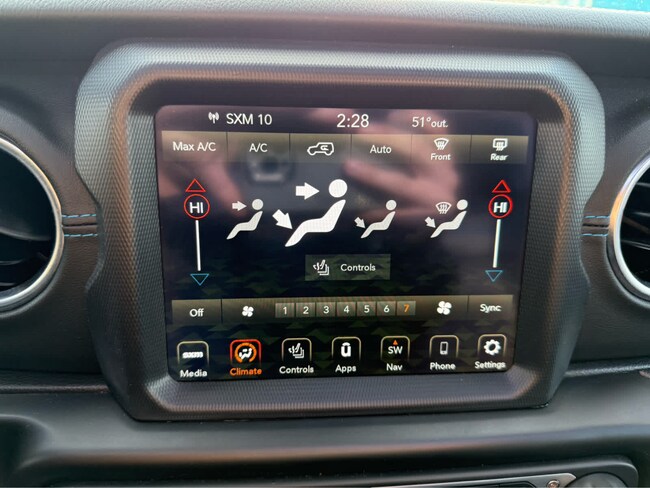 SXM 10 2:28 51°out.
Max A/C A/C Auto Front Rear
HI HI
Controls
Off 1 2 3 4 5 6 7 Sync
SXM SW
Media Climate Controls Apps Nav Phone Settings